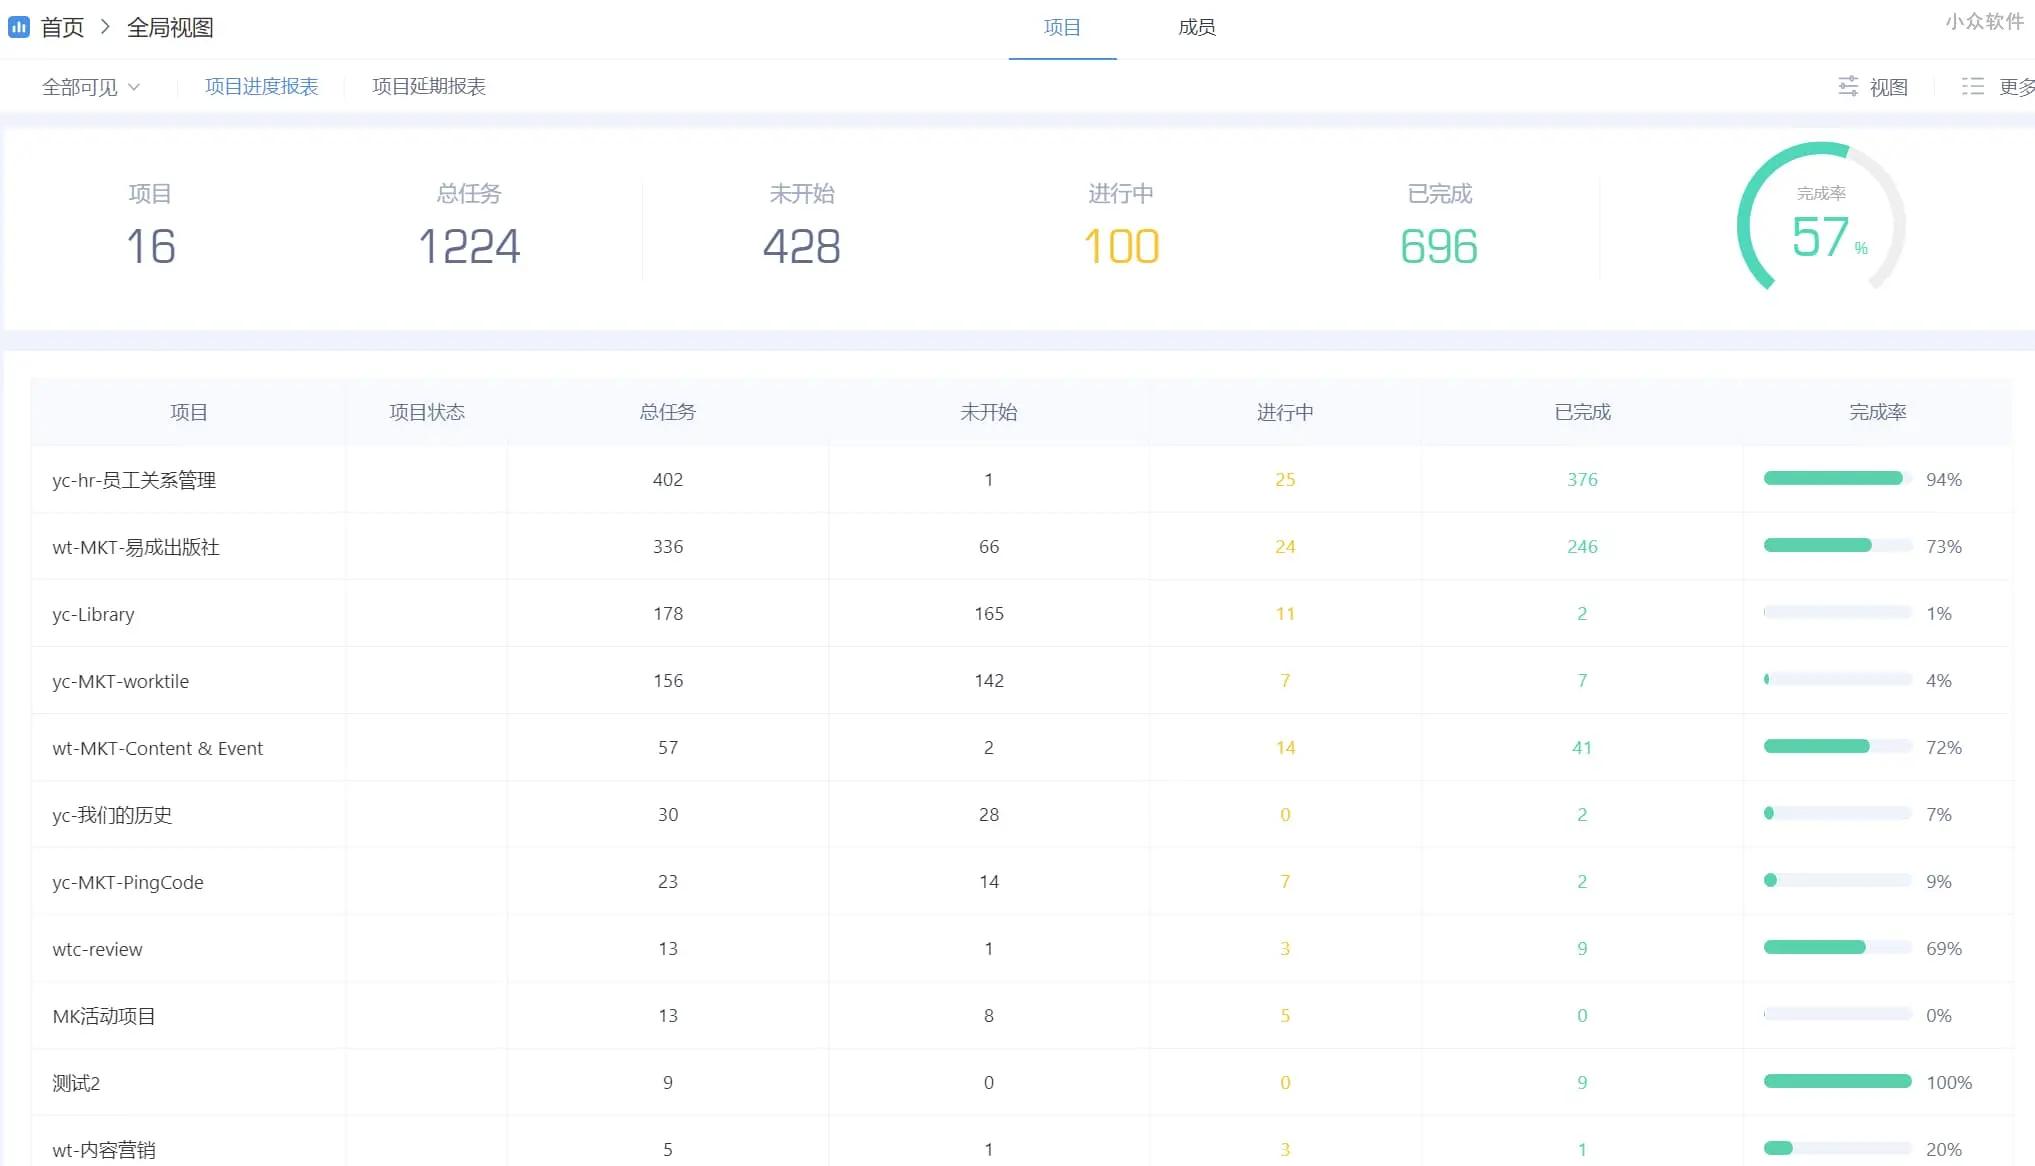 首页 > 全局视图
项目 成员
小众软件
全部可见 项目进度报表 项目延期报表 视图 更多
项目 总任务 未开始 进行中 已完成 完成率
16 1224 428 100 696 57%
项目 项目状态 总任务 未开始 进行中 已完成 完成率
yc-hr-员工关系管理 402 1 25 376 94%
wt-MKT-易成出版社 336 66 24 246 73%
yc-Library 178 165 11 2 1%
yc-MKT-worktile 156 142 7 7 4%
wt-MKT-Content & Event 57 2 14 41 72%
yc-我们的历史 30 28 0 2 7%
yc-MKT-PingCode 23 14 7 2 9%
wtc-review 13 1 3 9 69%
MK活动项目 13 8 5 0 0%
测试2 9 0 0 9 100%
wt-内容营销 5 1 3 1 20%